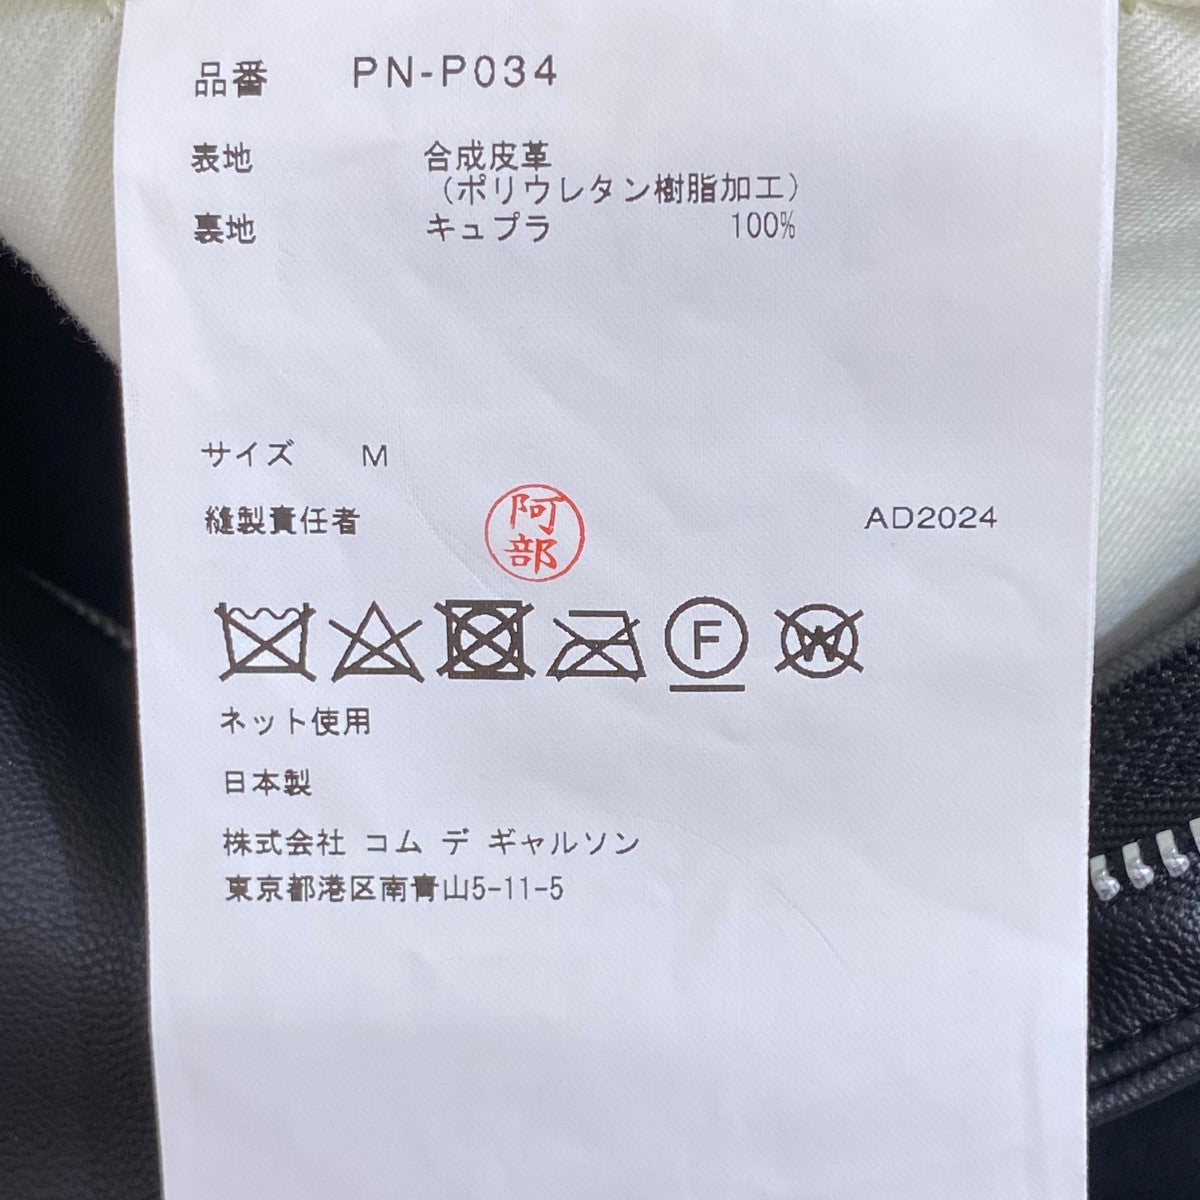 品番 PN-P034
表地 合成皮革
(ポリウレタン樹脂加工)
裏地 キュプラ 100%
サイズ M
縫製責任者 阿部 AD2024
F W
ネット使用
日本製
株式会社 コム デ ギャルソン
東京都港区南青山5-11-5